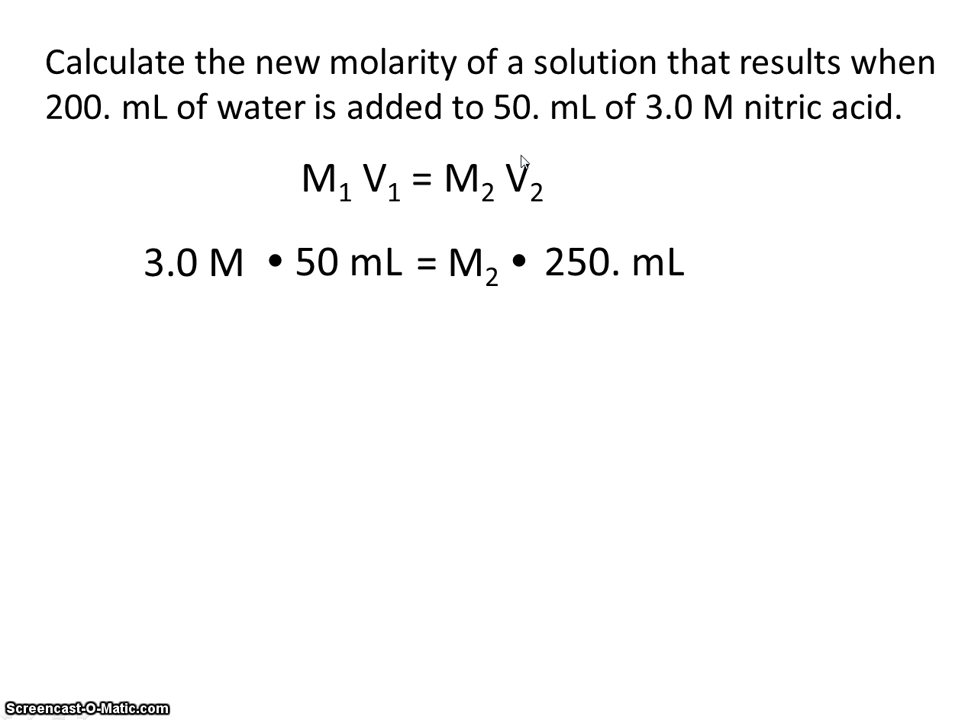 Calculate the new molarity of a solution that results when
200. mL of water is added to 50. mL of 3.0 M nitric acid.
M₁ V₁ = M₂ V₂
3.0 M • 50 mL = M₂ • 250. mL
Screencast-O-Matic.com